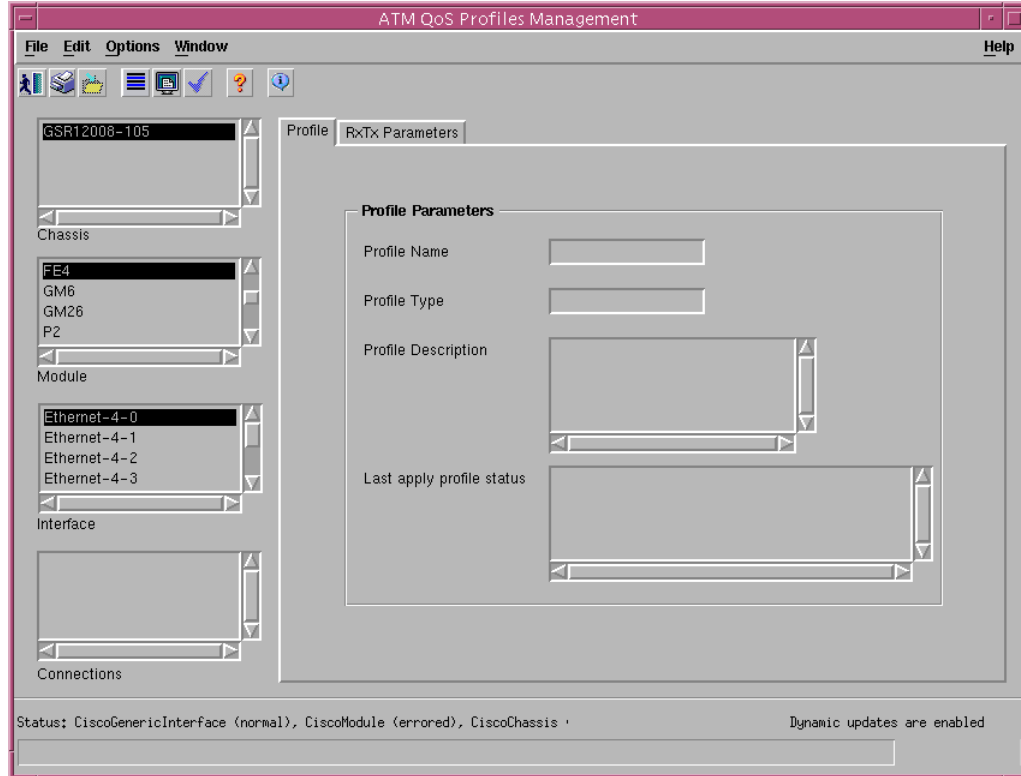 ATM QoS Profiles Management
File Edit Options Window Help
GSR12008-105
Chassis
FE4
GM6
GM26
P2
Module
Ethernet-4-0
Ethernet-4-1
Ethernet-4-2
Ethernet-4-3
Interface
Connections
Profile RxTx Parameters
Profile Parameters
Profile Name
Profile Type
Profile Description
Last apply profile status
Status: CiscoGenericInterface (normal), CiscoModule (errored), CiscoChassis
Dynamic updates are enabled